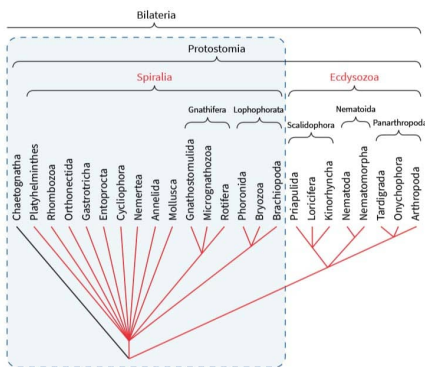 Bilateria
Protostomia
Spiralia
Ecdysozoa
Gnathifera
Lophophorata
Nematoida
Scalidophora
Panarthropoda
Chaetognatha
Platyhelminthes
Rhombozoa
Orthonectida
Gastrotricha
Entoprocta
Cycliophora
Nemertea
Annelida
Mollusca
Gnathostomulida
Micrognathozoa
Rotifera
Phoronida
Bryozoa
Brachiopoda
Priapulida
Loricifera
Kinorhyncha
Nematoda
Nematomorpha
Tardigrada
Onychophora
Arthropoda